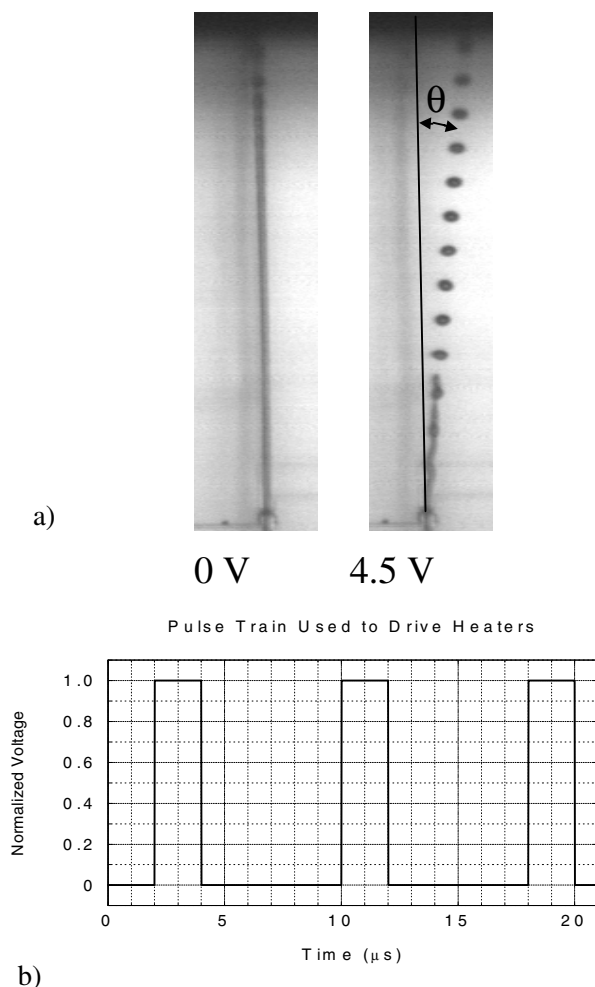 θ
a)
0 V 4.5 V
Pulse Train Used to Drive Heaters
Normalized Voltage
1.0
0.8
0.6
0.4
0.2
0
0 5 10 15 20
Time (μs)
b)